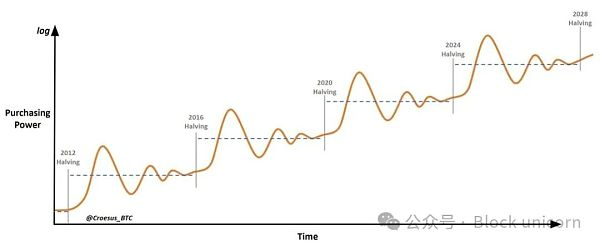 log
2028
Halving
2024
Halving
2020
Halving
2016
Halving
2012
Halving
Purchasing
Power
@Croesus_BTC
公众号 · Block unicorn
Time